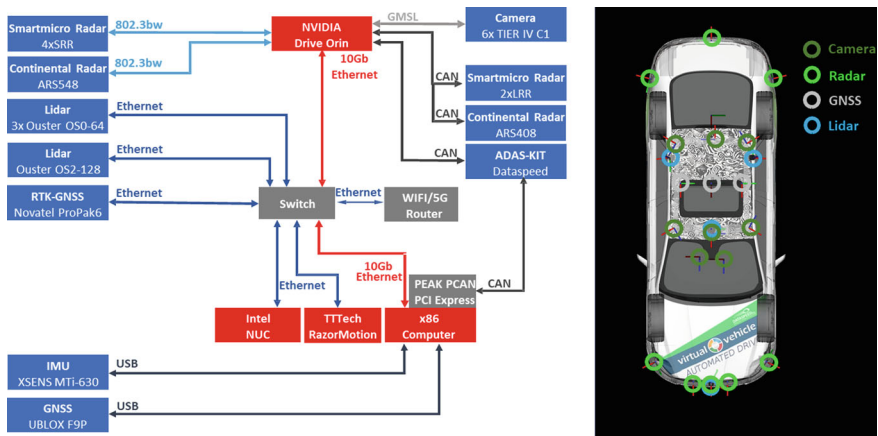 Smartmicro Radar
4xSRR
802.3bw
Continental Radar
ARS548
802.3bw
Lidar
3x Ouster OS0-64
Ethernet
Lidar
Ouster OS2-128
Ethernet
RTK-GNSS
Novatel ProPak6
Ethernet
NVIDIA
Drive Orin
10Gb
Ethernet
GMSL
Camera
6x TIER IV C1
CAN
Smartmicro Radar
2xLRR
CAN
Continental Radar
ARS408
CAN
ADAS-KIT
Dataspeed
Switch
Ethernet
WIFI/5G
Router
Ethernet
Ethernet
10Gb
Ethernet
PEAK PCAN
PCI Express
CAN
Intel
NUC
TTTech
RazorMotion
x86
Computer
IMU
XSENS MTi-630
USB
GNSS
UBLOX F9P
USB
Camera
Radar
GNSS
Lidar
virtual vehicle
AUTOMATED DRIV